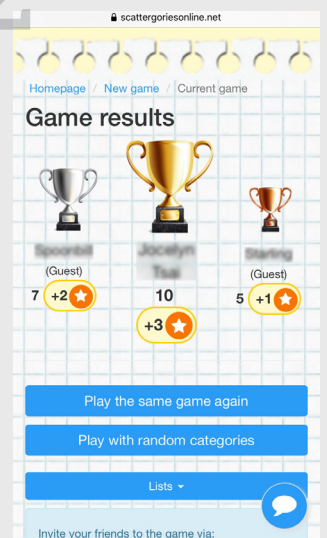 scattergoriesonline.net
Homepage / New game / Current game
Game results
(Guest)
(Guest)
7 +2
10
5 +1
+3
Play the same game again
Play with random categories
Lists
Invite your friends to the game via: